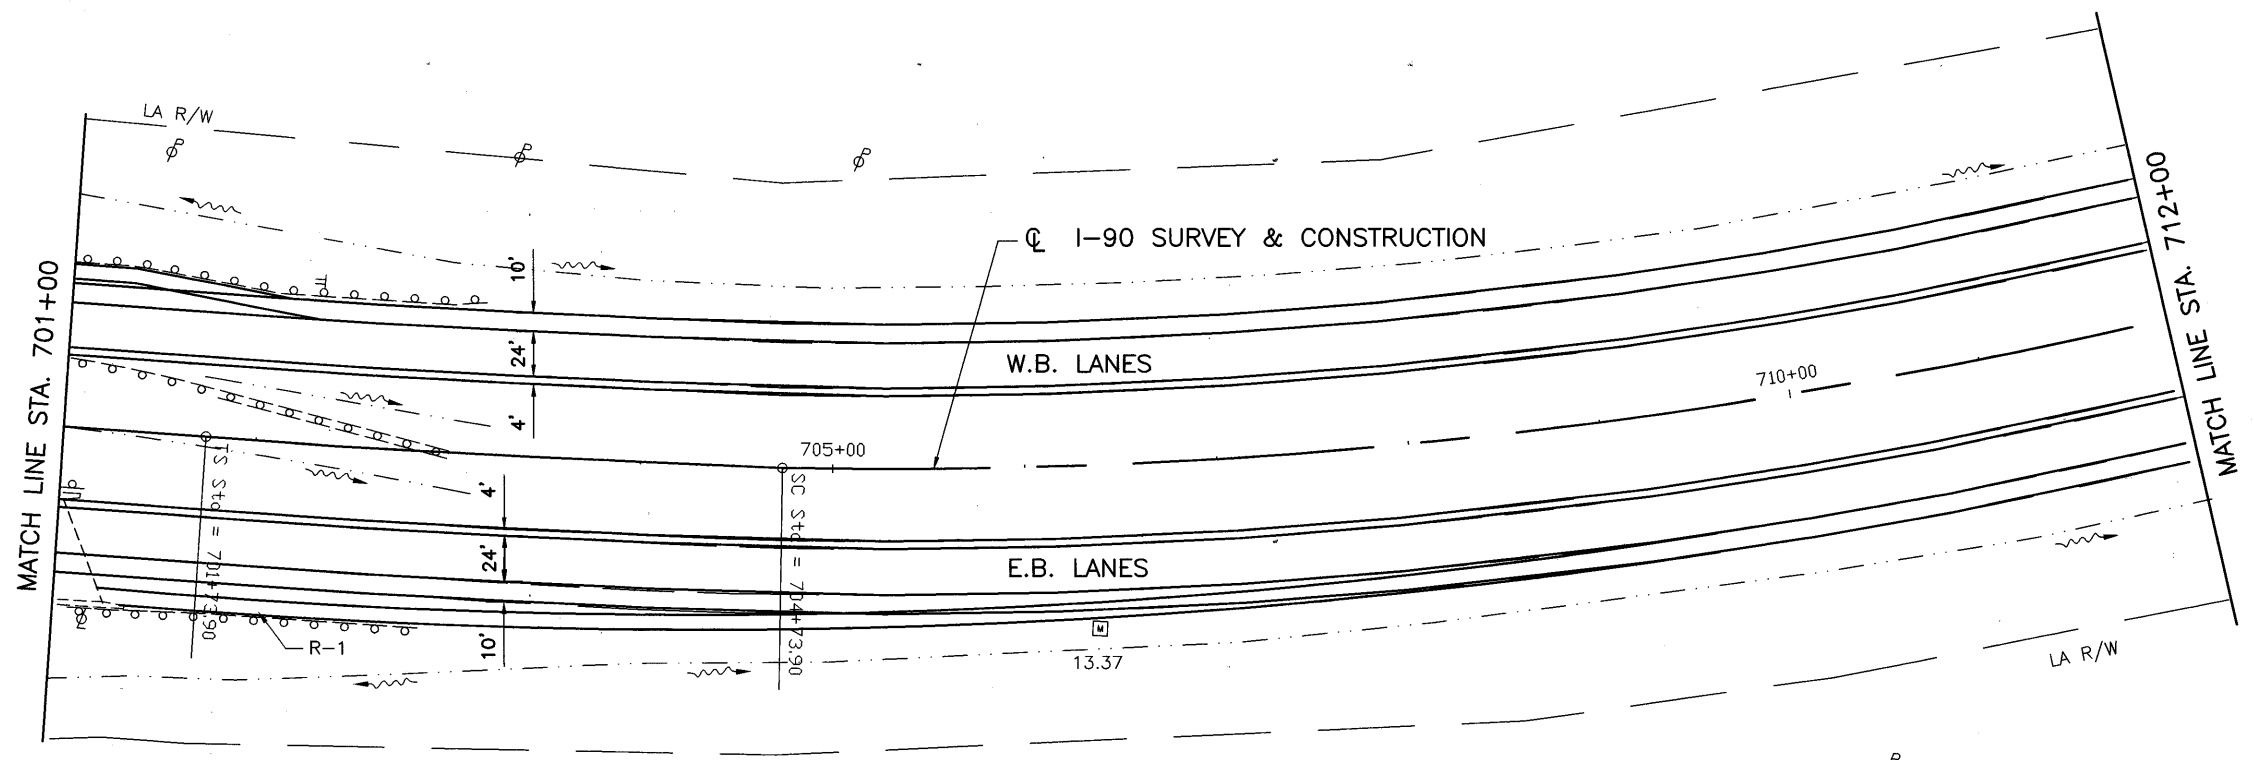 LA R/W
MATCH LINE STA. 701+00
MATCH LINE STA. 712+00
℄ I-90 SURVEY & CONSTRUCTION
10'
24'
4'
W.B. LANES
710+00
705+00
TS Sta = 701+73.90
SC Sta = 704+73.90
4'
24'
10'
E.B. LANES
R-1
M
13.37
LA R/W